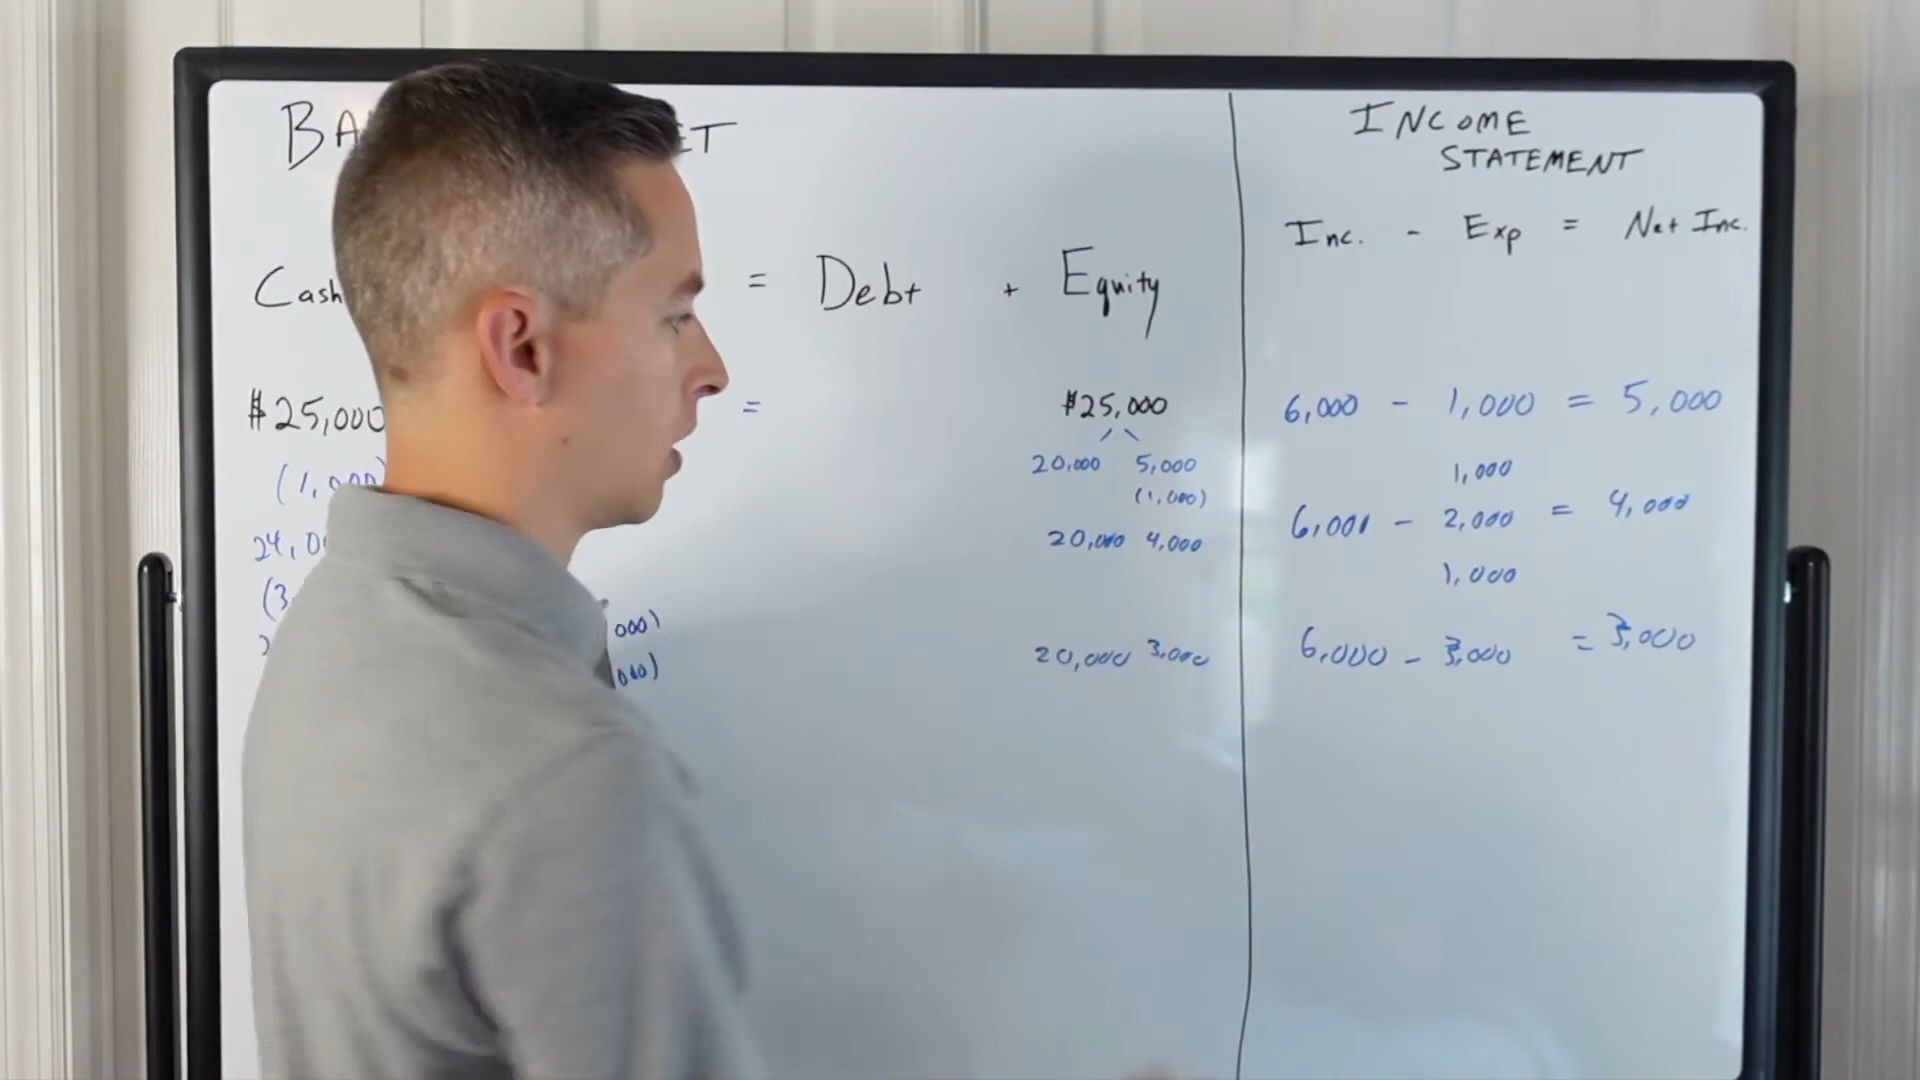 INCOME
STATEMENT
Inc. - Exp = Net Inc.
Cash = Debt + Equity
$25,000 = $25,000
20,000 5,000
(1,000)
20,000 4,000
20,000 3,000
6,000 - 1,000 = 5,000
1,000
6,000 - 2,000 = 4,000
1,000
6,000 - 3,000 = 3,000